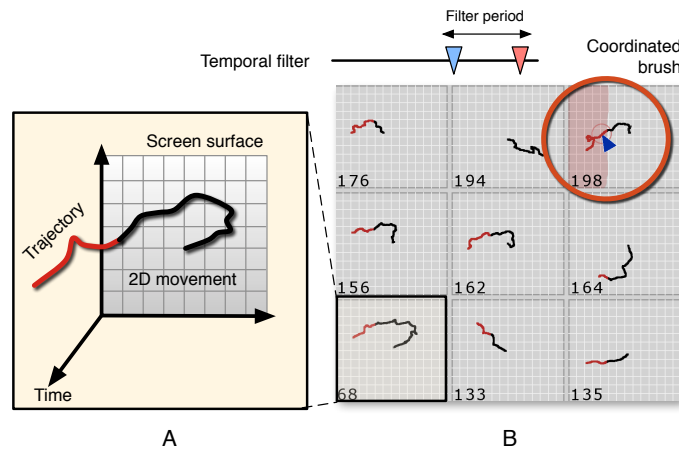 Filter period
Temporal filter
Coordinated
brush
Screen surface
Trajectory
2D movement
Time
176
194
198
156
162
164
68
133
135
A
B